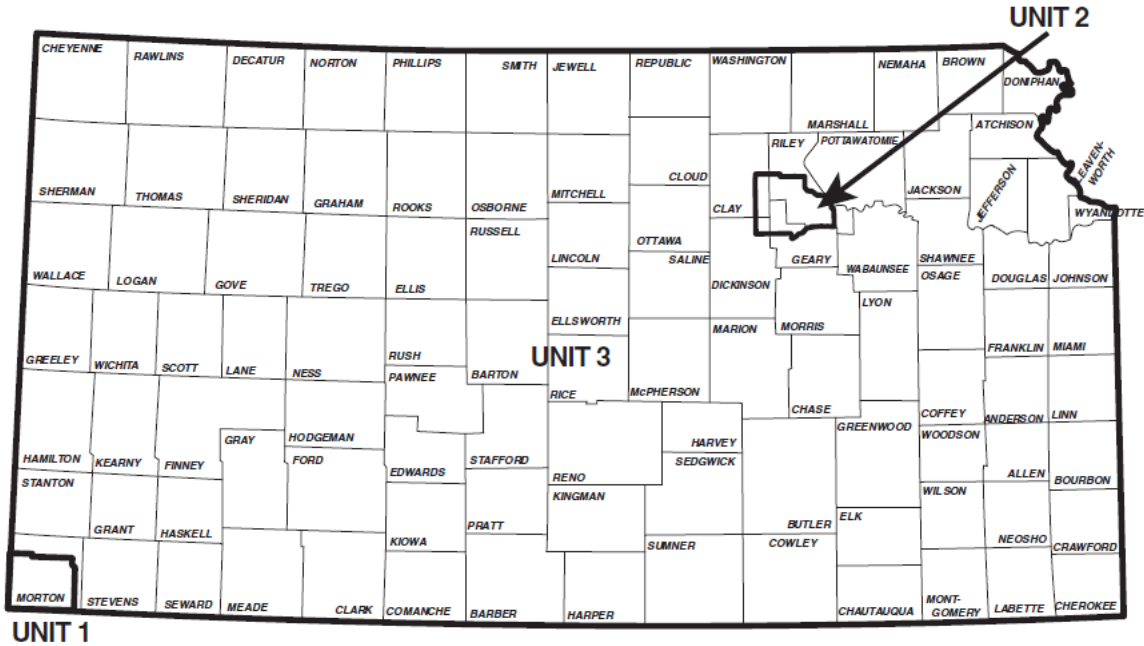 UNIT 2
CHEYENNE
RAWLINS
DECATUR
NORTON
PHILLIPS
SMITH
JEWELL
REPUBLIC
WASHINGTON
MARSHALL
NEMAHA
BROWN
DONIPHAN
SHERMAN
THOMAS
SHERIDAN
GRAHAM
ROOKS
OSBORNE
MITCHELL
CLOUD
CLAY
RILEY
POTTAWATOMIE
JACKSON
ATCHISON
JEFFERSON
LEAVEN-
WORTH
WYANDOTTE
WALLACE
LOGAN
GOVE
TREGO
ELLIS
RUSSELL
LINCOLN
OTTAWA
SALINE
DICKINSON
GEARY
WABAUNSEE
SHAWNEE
OSAGE
DOUGLAS
JOHNSON
GREELEY
WICHITA
SCOTT
LANE
NESS
RUSH
PAWNEE
BARTON
ELLSWORTH
UNIT 3
RICE
McPHERSON
MARION
MORRIS
CHASE
LYON
COFFEY
FRANKLIN
MIAMI
ANDERSON
LINN
HAMILTON
KEARNY
FINNEY
GRAY
HODGEMAN
FORD
EDWARDS
STAFFORD
RENO
HARVEY
SEDGWICK
BUTLER
GREENWOOD
WOODSON
ALLEN
BOURBON
STANTON
GRANT
HASKELL
KIOWA
PRATT
KINGMAN
SUMNER
COWLEY
ELK
WILSON
NEOSHO
CRAWFORD
MORTON
STEVENS
SEWARD
MEADE
CLARK
COMANCHE
BARBER
HARPER
CHAUTAUQUA
MONT-
GOMERY
LABETTE
CHEROKEE
UNIT 1